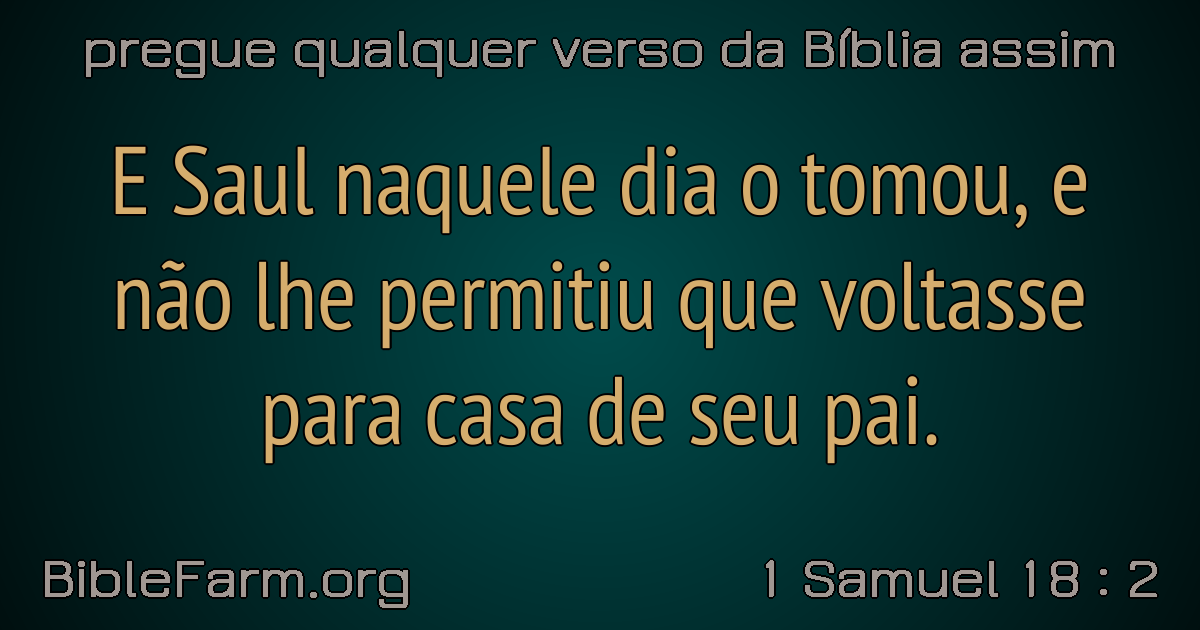 pregue qualquer verso da Bíblia assim
E Saul naquele dia o tomou, e
não lhe permitiu que voltasse
para casa de seu pai.
BibleFarm.org
1 Samuel 18 : 2